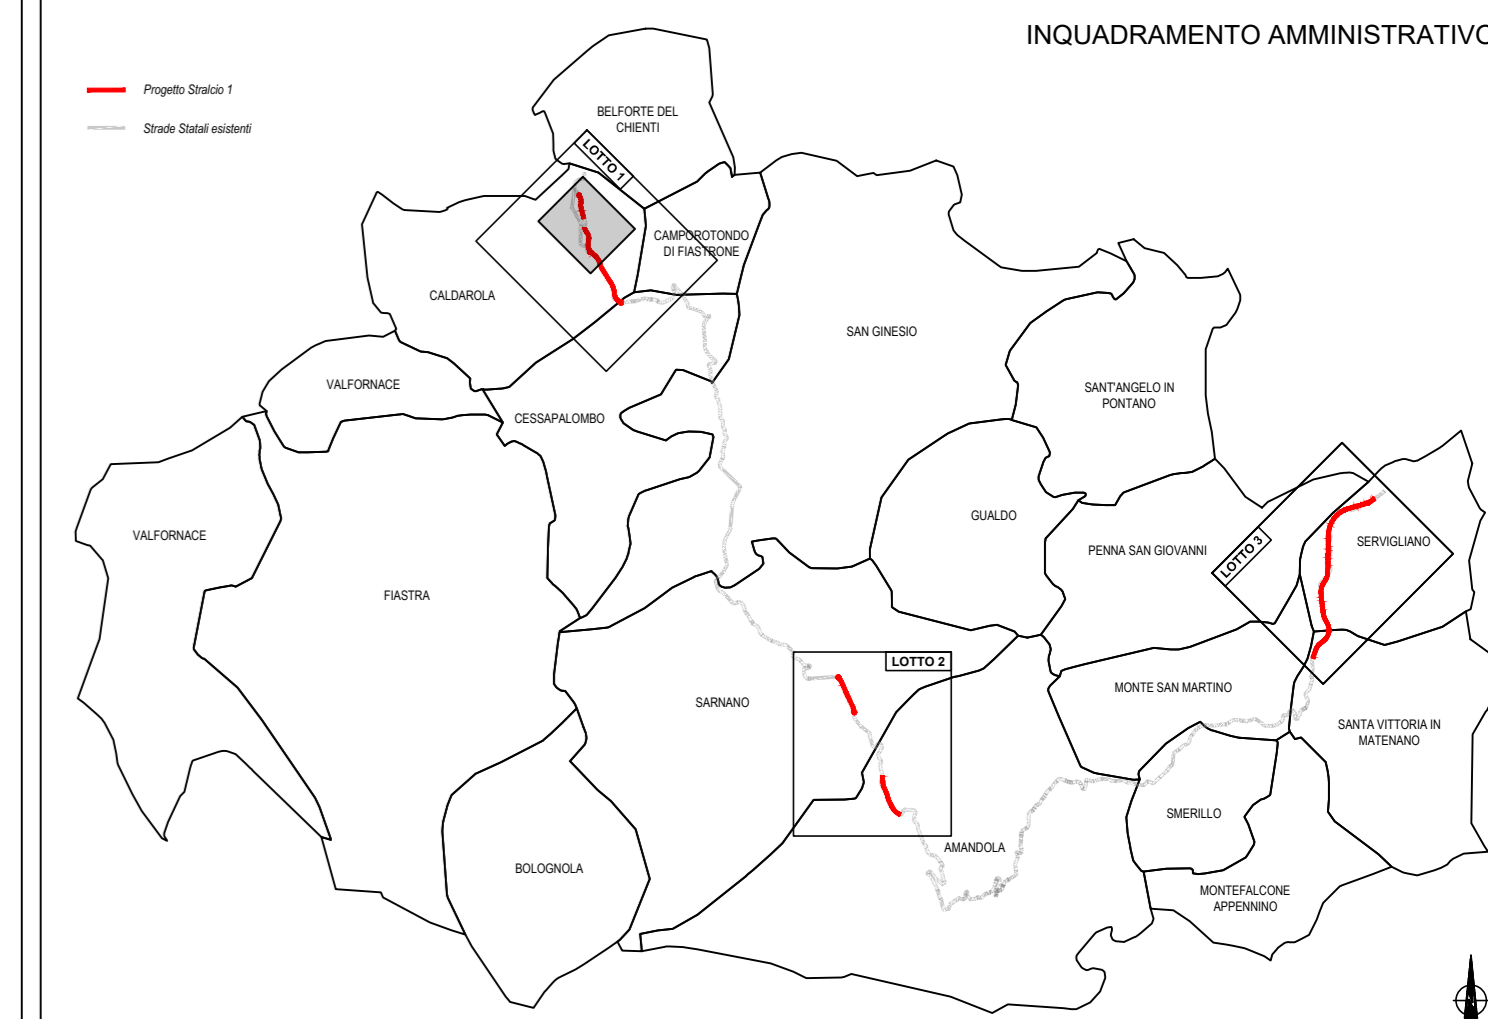 INQUADRAMENTO AMMINISTRATIVO
Progetto Stralcio 1
Strade Statali esistenti
BELFORTE DEL
CHIENTI
LOTTO 1
CAMPOROTONDO
DI FIASTRONE
CALDAROLA
SAN GINESIO
VALFORNACE
CESSAPALOMBO
SANT'ANGELO IN
PONTANO
GUALDO
VALFORNACE
PENNA SAN GIOVANNI
LOTTO 3
SERVIGLIANO
FIASTRA
LOTTO 2
SARNANO
MONTE SAN MARTINO
SANTA VITTORIA IN
MATENANO
SMERILLO
AMANDOLA
BOLOGNOLA
MONTEFALCONE
APPENNINO